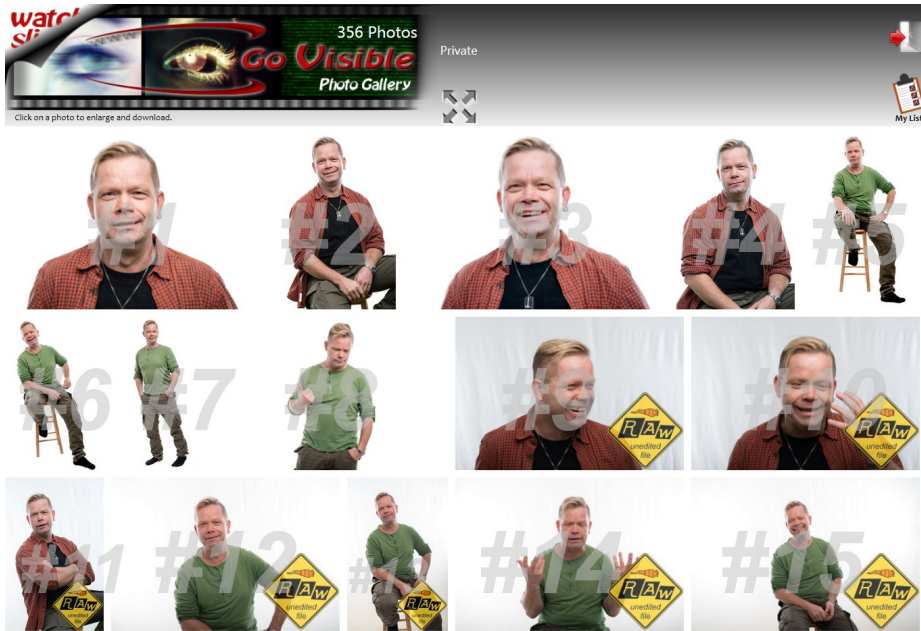 watch
356 Photos
Go Visible
Photo Gallery
Private
Click on a photo to enlarge and download.
My List
#1
#2
#3
#4
#5
#6
#7
#8
#9
#10
RAW
unedited
file
RAW
unedited
file
#11
#12
#13
#14
#15
RAW
unedited
file
RAW
unedited
file
RAW
unedited
file
RAW
unedited
file
RAW
unedited
file